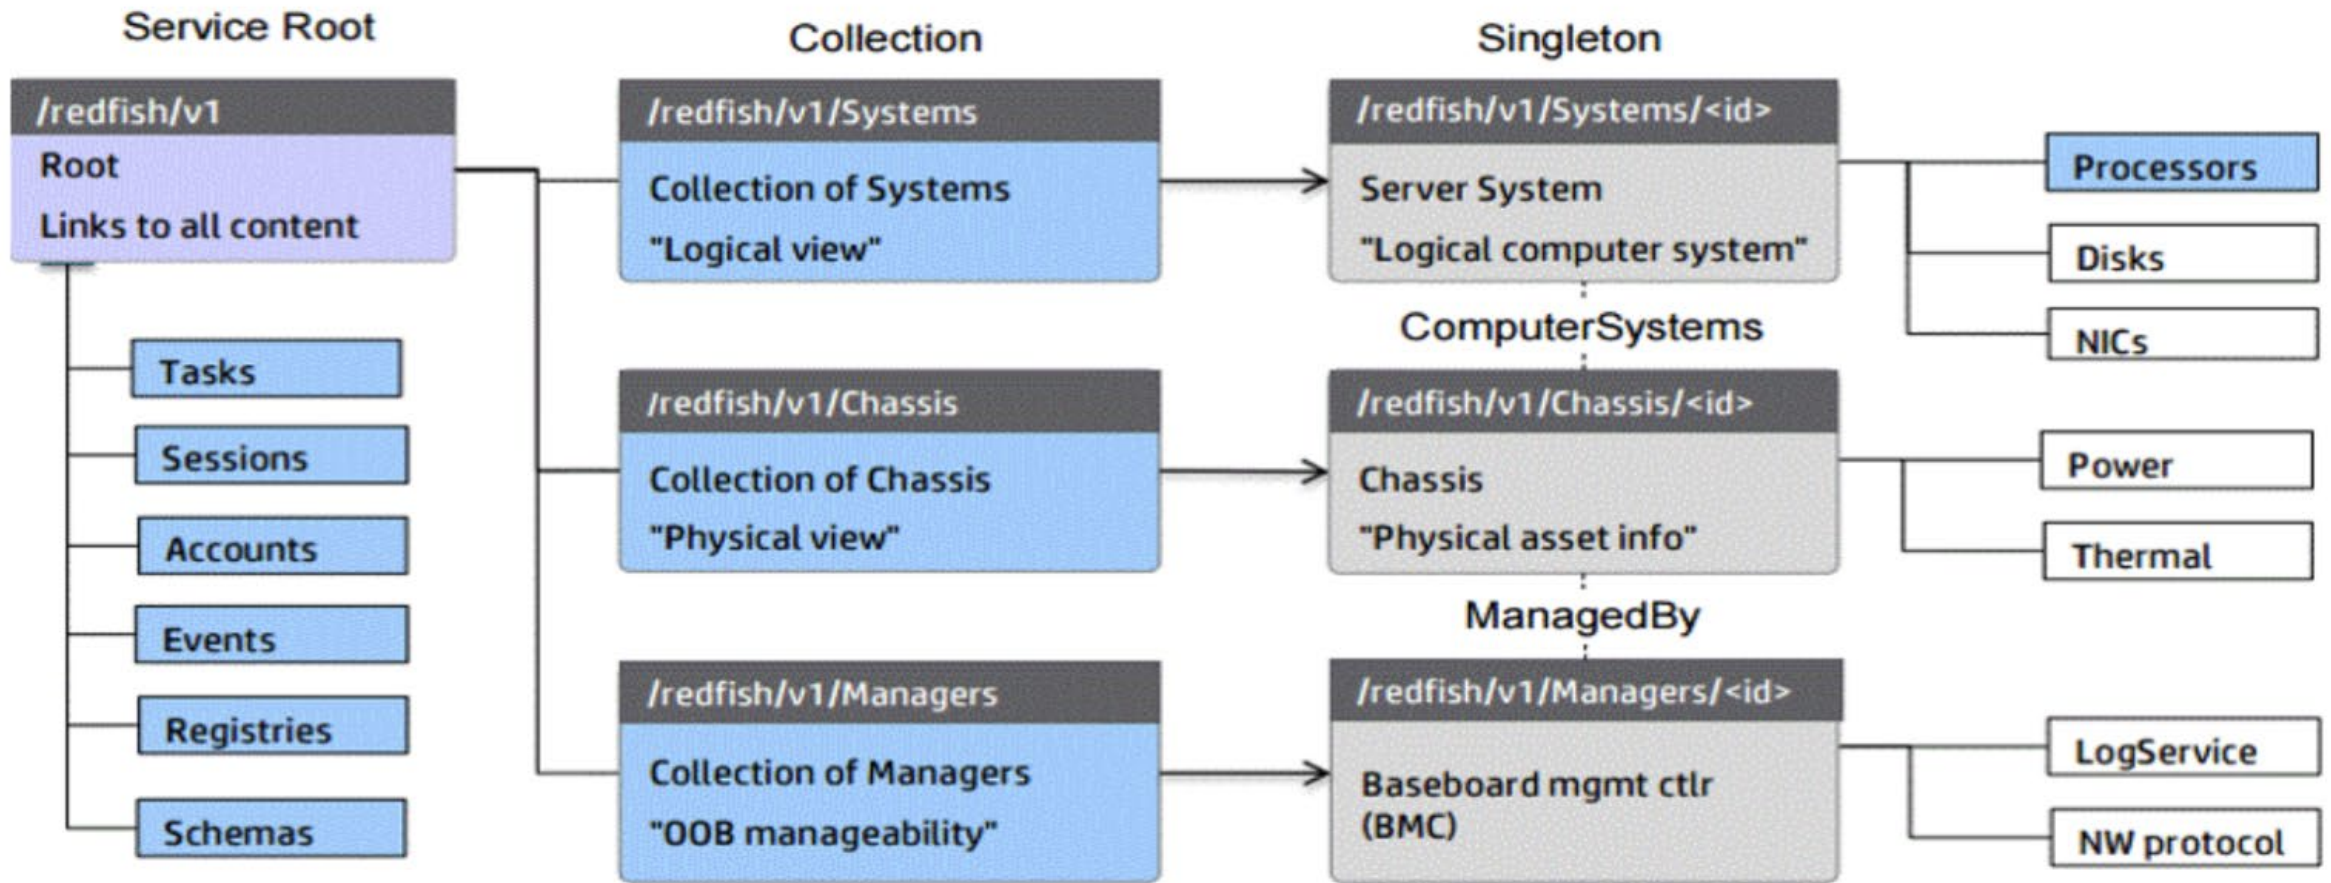 Service Root
Collection
Singleton
/redfish/v1
Root
Links to all content
Tasks
Sessions
Accounts
Events
Registries
Schemas
/redfish/v1/Systems
Collection of Systems
"Logical view"
/redfish/v1/Chassis
Collection of Chassis
"Physical view"
/redfish/v1/Managers
Collection of Managers
"OOB manageability"
/redfish/v1/Systems/<id>
Server System
"Logical computer system"
ComputerSystems
/redfish/v1/Chassis/<id>
Chassis
"Physical asset info"
ManagedBy
/redfish/v1/Managers/<id>
Baseboard mgmt ctlr
(BMC)
Processors
Disks
NICs
Power
Thermal
LogService
NW protocol